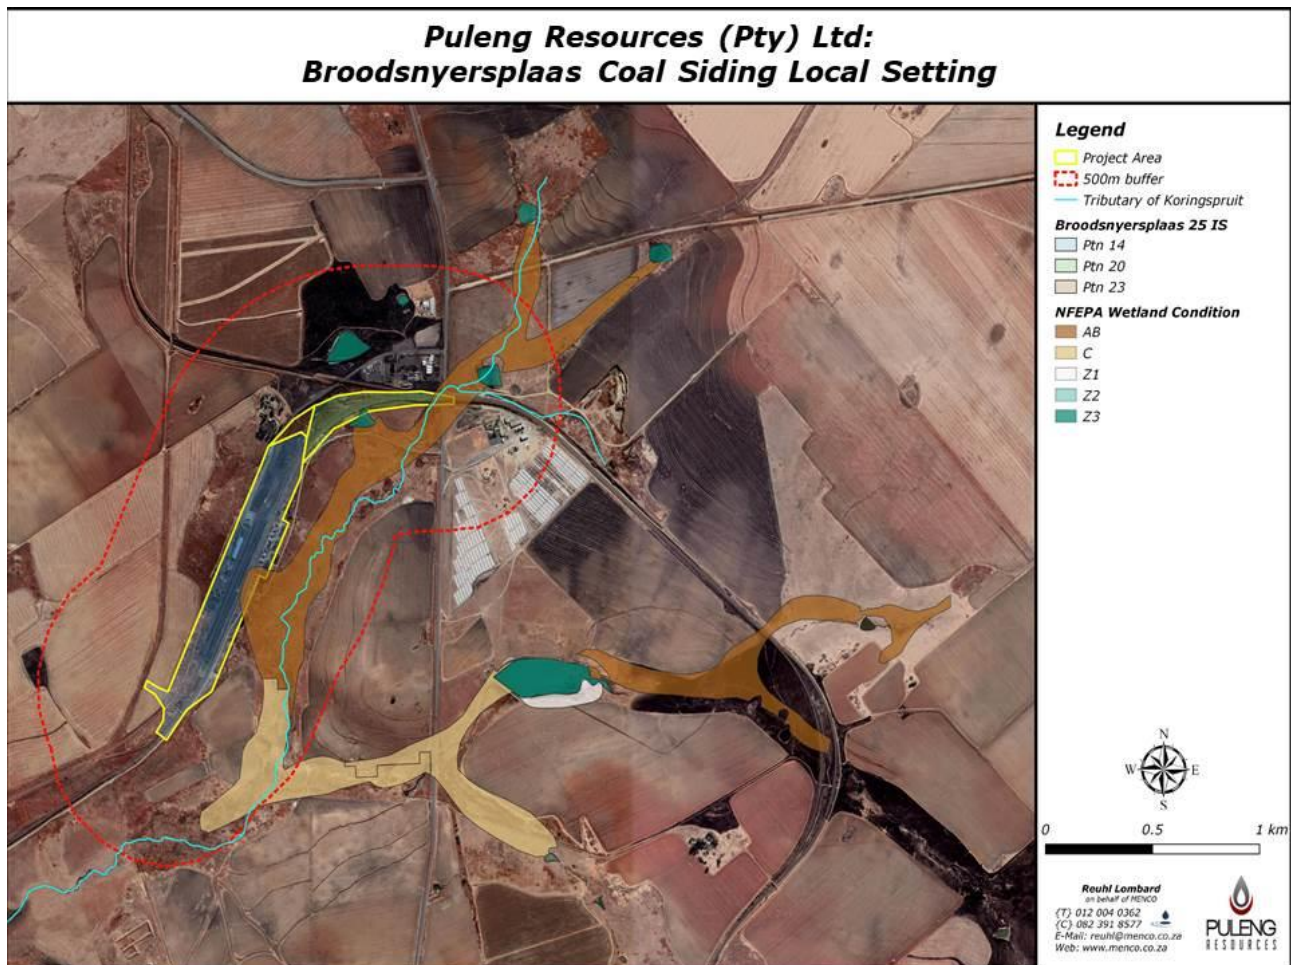 Puleng Resources (Pty) Ltd:
Broodsnyersplaas Coal Siding Local Setting
Legend
Project Area
500m buffer
Tributary of Koringspruit
Broodsnyersplaas 25 IS
Ptn 14
Ptn 20
Ptn 23
NFEPA Wetland Condition
AB
C
Z1
Z2
Z3
N
W E
S
0 0.5 1 km
Reuhl Lombard
on behalf of MENCO
(T) 012 004 0362
(C) 082 391 8577
E-Mail: reuhl@menco.co.za
Web: www.menco.co.za
PULENG
RESOURCES